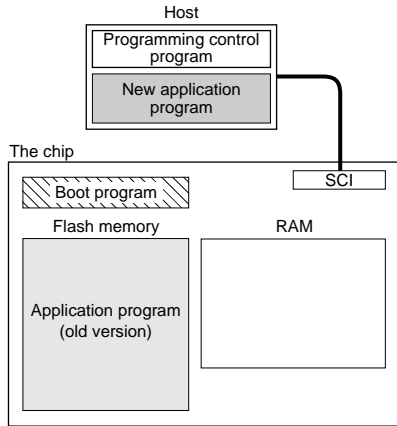 Host
Programming control
program
New application
program
The chip
SCI
Boot program
Flash memory
RAM
Application program
(old version)